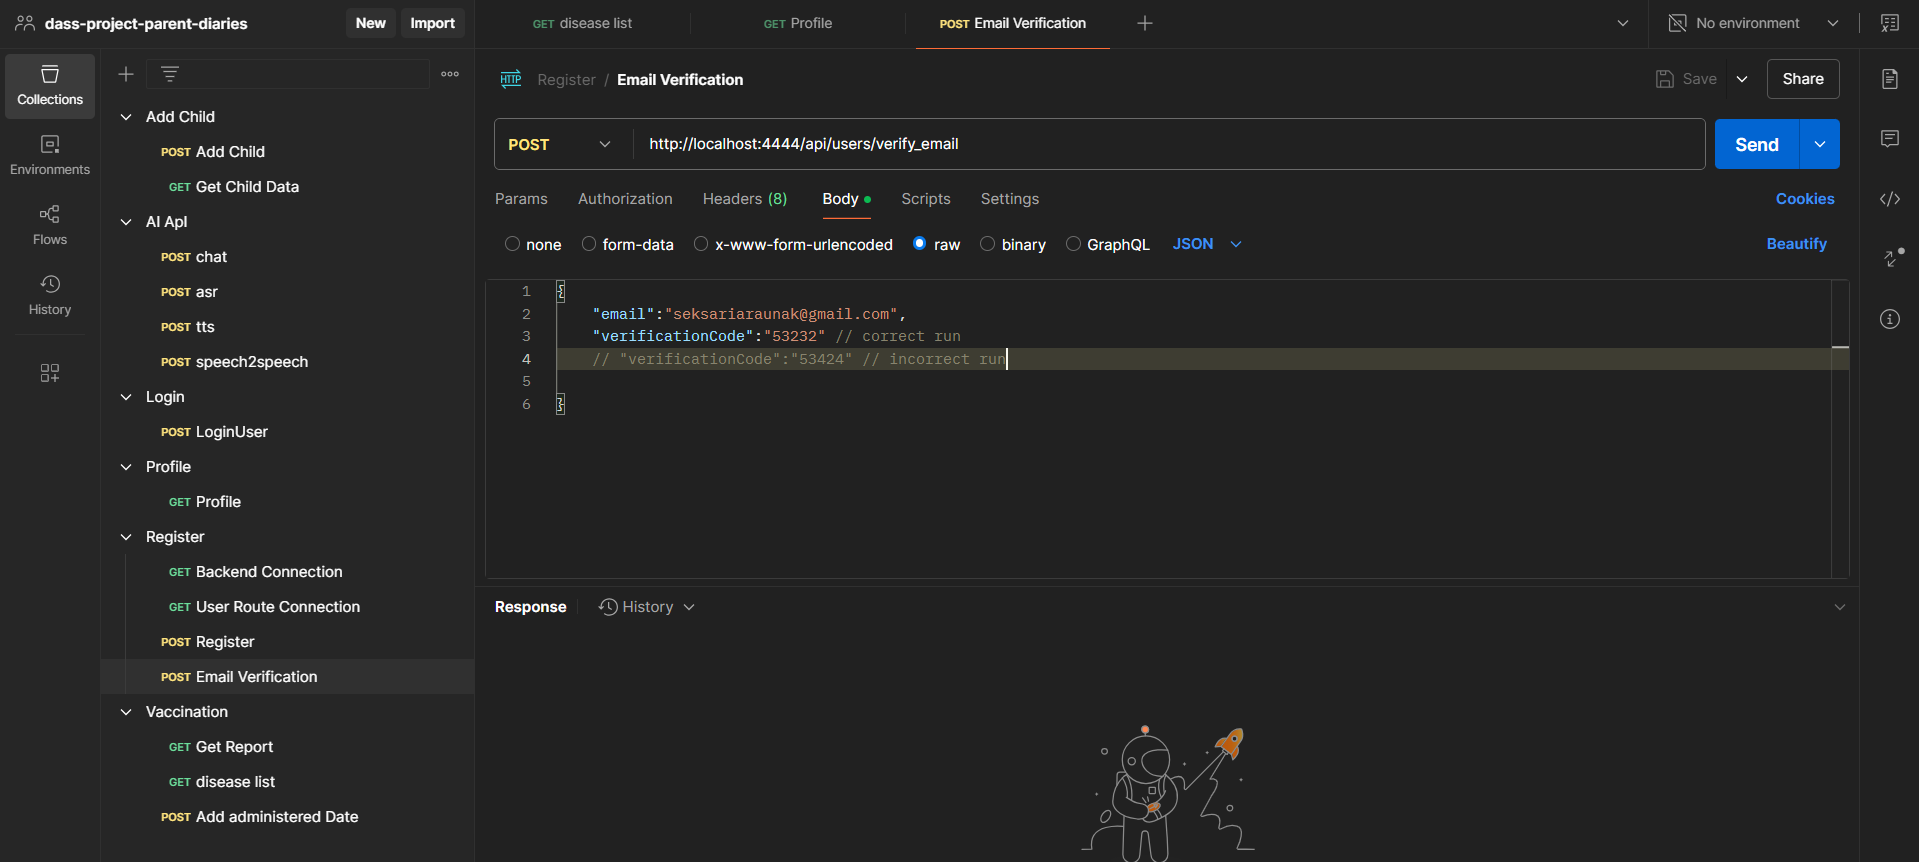 dass-project-parent-diaries
New
Import
GET disease list
GET Profile
POST Email Verification
No environment
Collections
Environments
Flows
History
Add Child
POST Add Child
GET Get Child Data
AI ApI
POST chat
POST asr
POST tts
POST speech2speech
Login
POST LoginUser
Profile
GET Profile
Register
GET Backend Connection
GET User Route Connection
POST Register
POST Email Verification
Vaccination
GET Get Report
GET disease list
POST Add administered Date
HTTP Register / Email Verification
Save
Share
POST
http://localhost:4444/api/users/verify_email
Send
Params Authorization Headers (8) Body Scripts Settings
Cookies
none form-data x-www-form-urlencoded raw binary GraphQL JSON
Beautify
1 {
2 "email":"seksariaraunak@gmail.com",
3 "verificationCode":"53232" // correct run
4 // "verificationCode":"53424" // incorrect run
5
6 }
Response
History